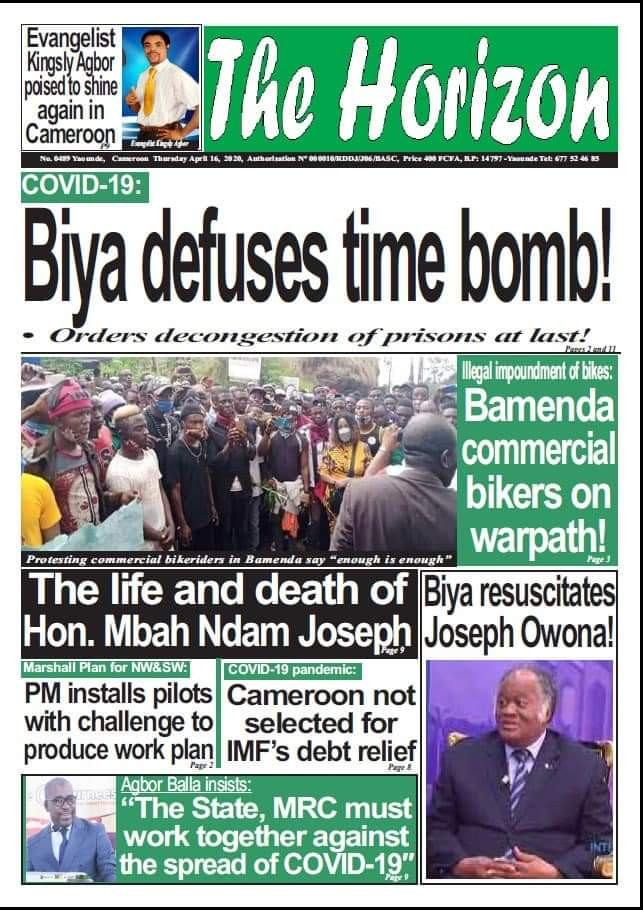 Evangelist
Kingsly Agbor
poised to shine
again in
Cameroon
P9
Evangelist Kingsly Agbor
The Horizon
No. 0489 Yaounde, Cameroon Thursday April 16, 2020, Authorisation N° 000010/RDDJ/J06/BASC, Price 400 FCFA, B.P: 14797 -Yaounde Tel: 677 52 46 85
COVID-19:
Biya defuses time bomb!
• Orders decongestion of prisons at last!
Pages 2 and 11
Illegal impoundment of bikes:
Bamenda
commercial
bikers on
warpath!
Page 3
Protesting commercial bikeriders in Bamenda say "enough is enough"
The life and death of
Hon. Mbah Ndam Joseph
Page 9
Biya resuscitates
Joseph Owona!
Marshall Plan for NW&SW:
PM installs pilots
with challenge to
produce work plan
Page 2
COVID-19 pandemic:
Cameroon not
selected for
IMF's debt relief
Page 8
Agbor Balla insists:
"The State, MRC must
work together against
the spread of COVID-19"
Page 9